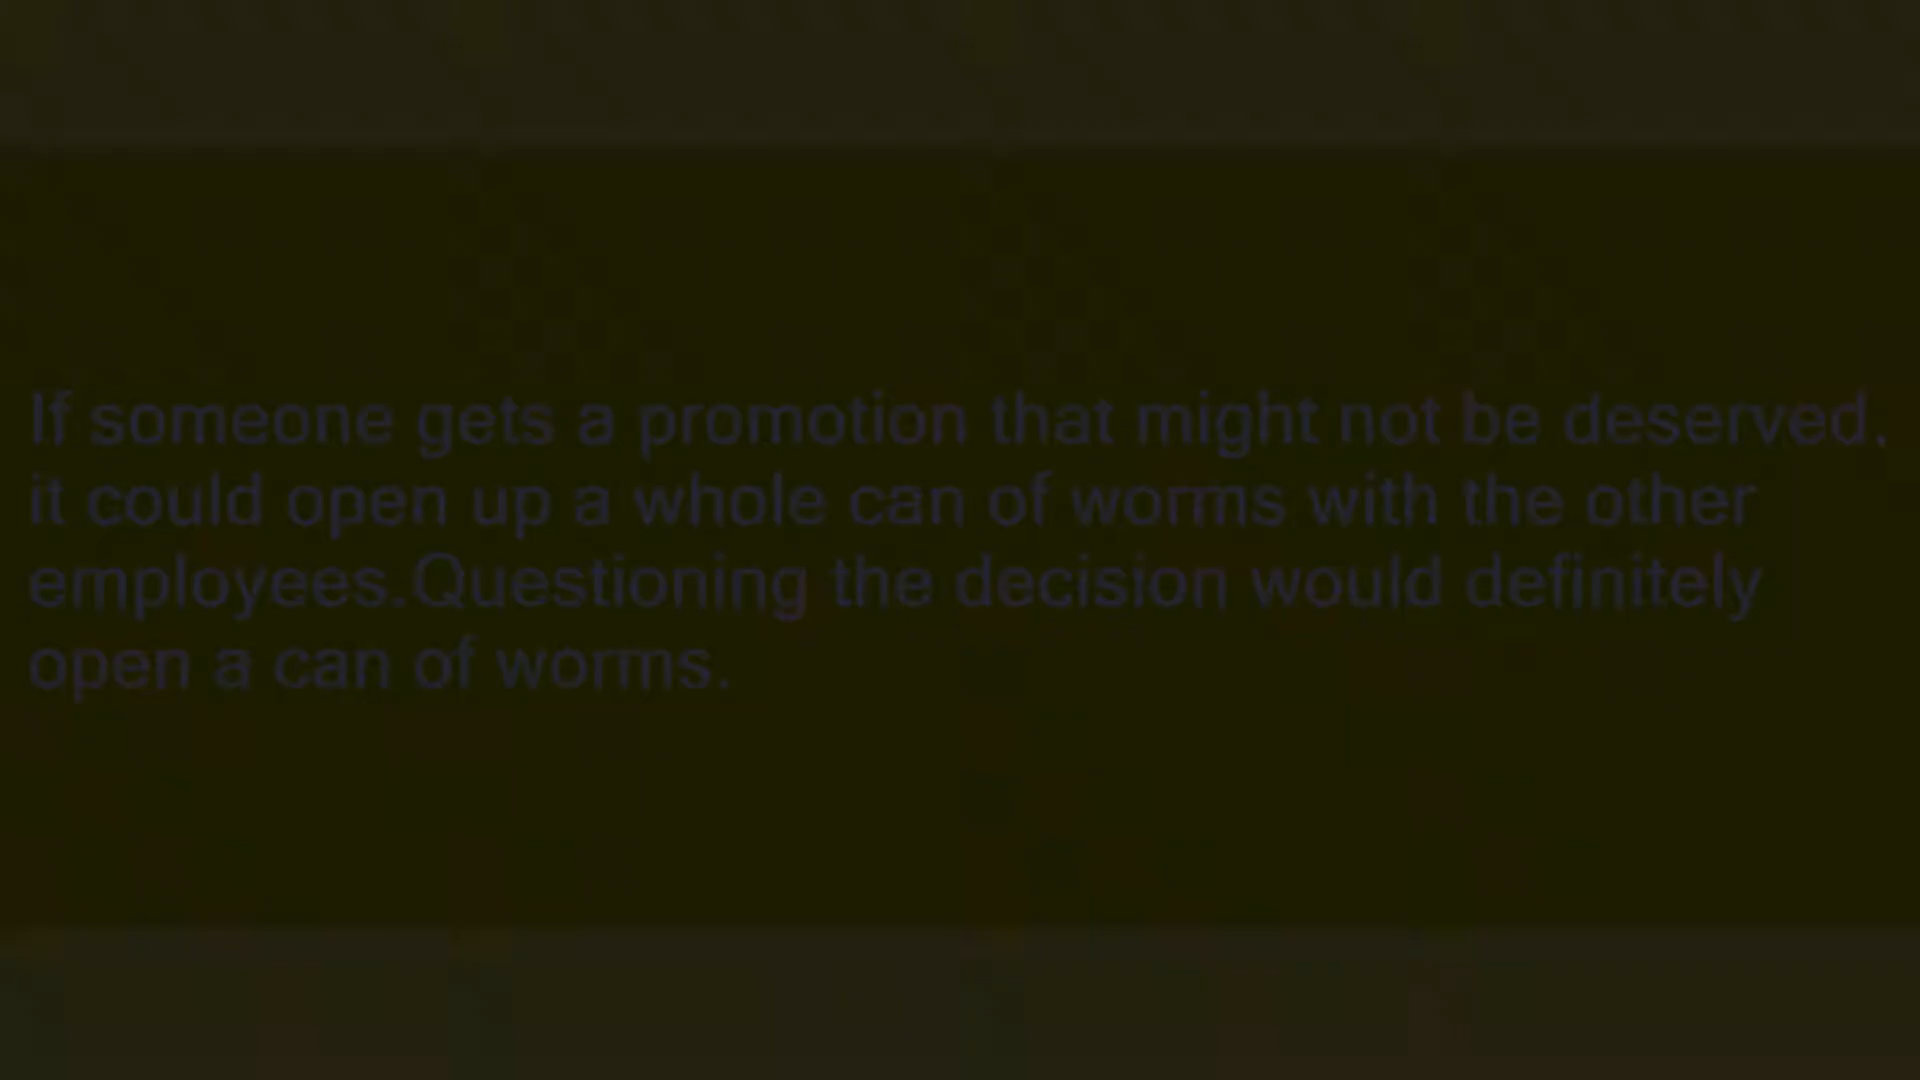 If someone gets a promotion that might not be deserved,
it could open up a whole can of worms with the other
employees.Questioning the decision would definitely
open a can of worms.